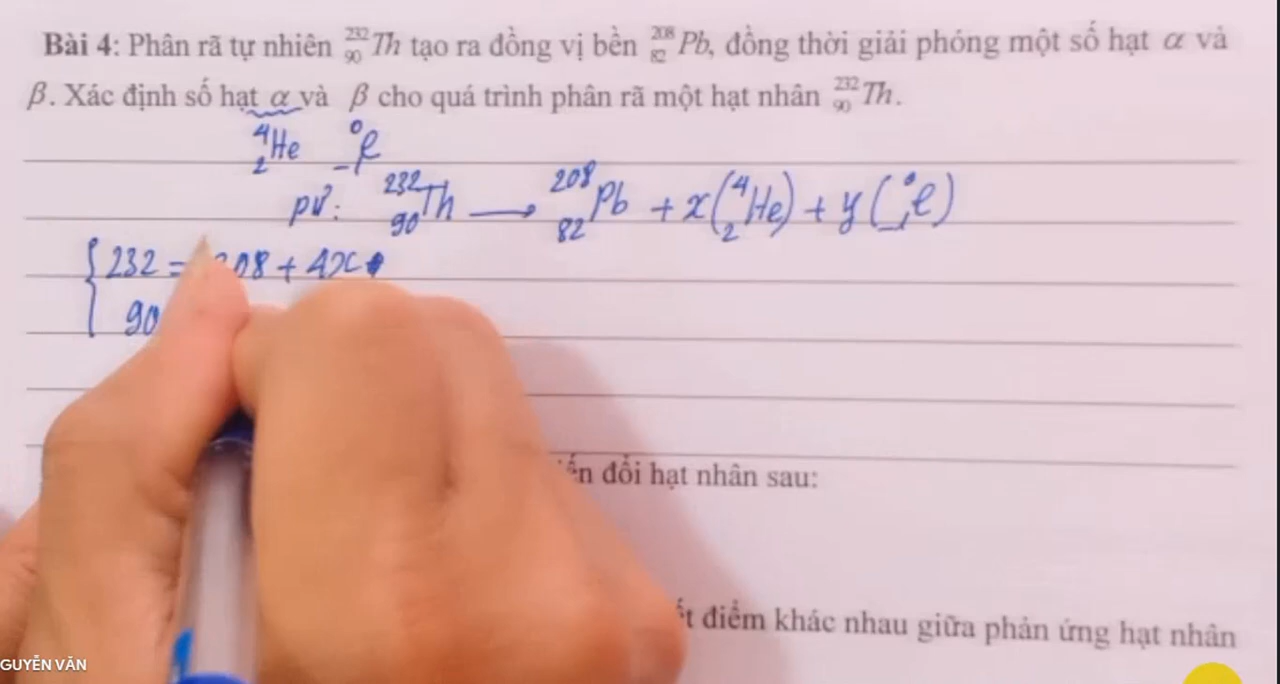 Bài 4: Phân rã tự nhiên ²³²₉₀Th tạo ra đồng vị bền ²⁰⁸₈₂Pb, đồng thời giải phóng một số hạt α và
β. Xác định số hạt α và β cho quá trình phân rã một hạt nhân ²³²₉₀Th.
⁴₂He ⁰₋e
pư: ²³²₉₀Th → ²⁰⁸₈₂Pb + x(⁴₂He) + y(⁰₋₁e)
{232 = 208 + 4x
90
đổi hạt nhân sau:
điểm khác nhau giữa phản ứng hạt nhân
GUYỄN VĂN